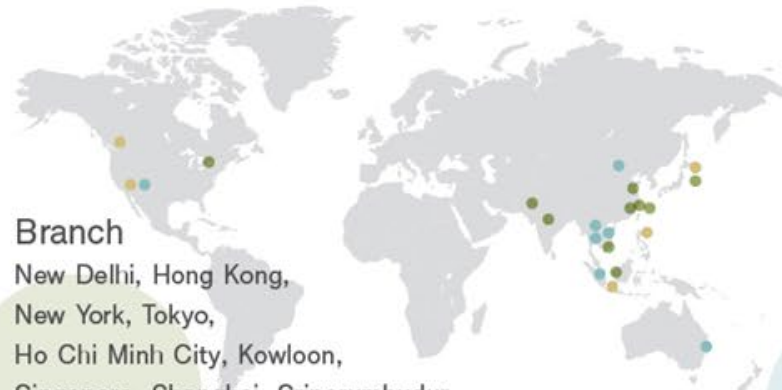 Branch
New Delhi, Hong Kong,
New York, Tokyo,
Ho Chi Minh City, Kowloon,